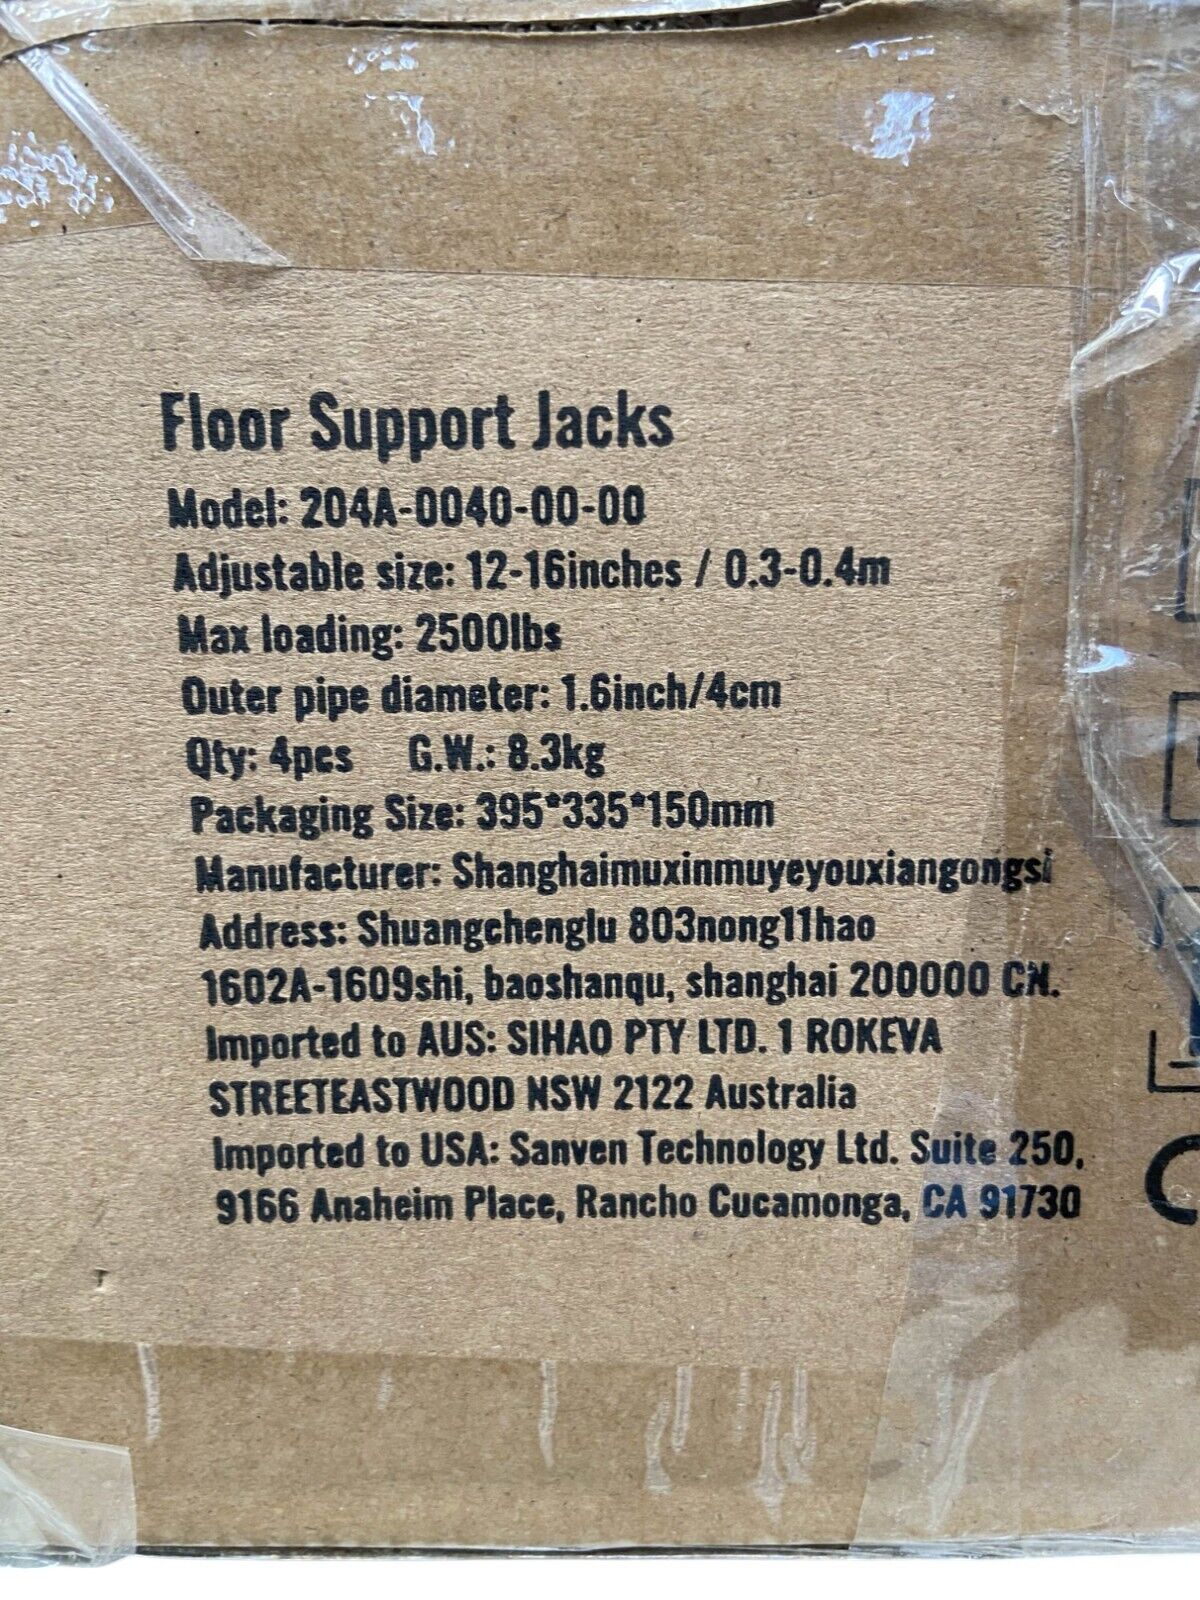 Floor Support Jacks
Model: 204A-0040-00-00
Adjustable size: 12-16inches / 0.3-0.4m
Max loading: 2500lbs
Outer pipe diameter: 1.6inch/4cm
Qty: 4pcs G.W.: 8.3kg
Packaging Size: 395*335*150mm
Manufacturer: Shanghaimuxinmuyeyouxiangongsi
Address: Shuangchenglu 803nong11hao
1602A-1609shi, baoshanqu, shanghai 200000 CN.
Imported to AUS: SIHAO PTY LTD. 1 ROKEVA
STREETEASTWOOD NSW 2122 Australia
Imported to USA: Sanven Technology Ltd. Suite 250,
9166 Anaheim Place, Rancho Cucamonga, CA 91730